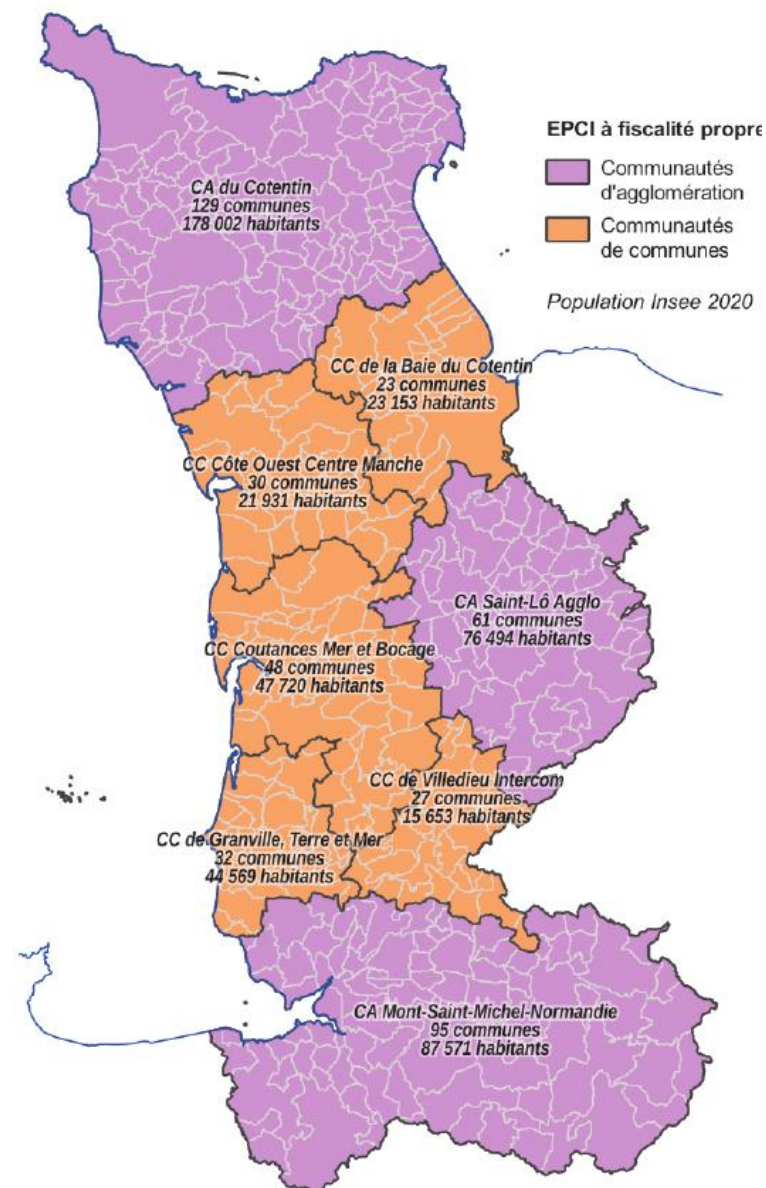 EPCI à fiscalité propre
Communautés
d'agglomération
Communautés
de communes
Population Insee 2020
CA du Cotentin
129 communes
178 002 habitants
CC de la Baie du Cotentin
23 communes
23 153 habitants
CC Côte Ouest Centre Manche
30 communes
21 931 habitants
CA Saint-Lô Agglo
61 communes
76 494 habitants
CC Coutances Mer et Bocage
48 communes
47 720 habitants
CC de Villedieu Intercom
27 communes
15 653 habitants
CC de Granville, Terre et Mer
32 communes
44 569 habitants
CA Mont-Saint-Michel-Normandie
95 communes
87 571 habitants